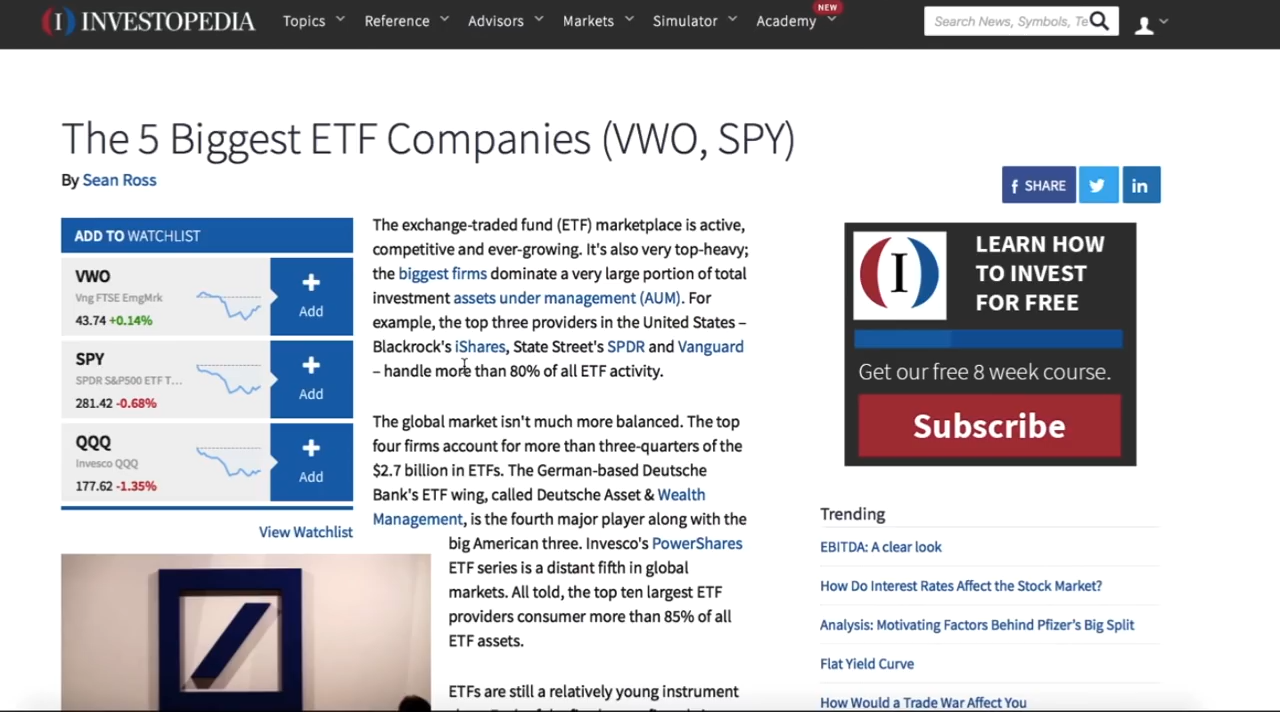 INVESTOPEDIA
Topics Reference Advisors Markets Simulator Academy NEW
Search News, Symbols, Te
The 5 Biggest ETF Companies (VWO, SPY)
By Sean Ross
f SHARE
in
ADD TO WATCHLIST
VWO
Vng FTSE EmgMrk
43.74 +0.14%
+
Add
SPY
SPDR S&P500 ETF T...
281.42 -0.68%
+
Add
QQQ
Invesco QQQ
177.62 -1.35%
+
Add
View Watchlist
The exchange-traded fund (ETF) marketplace is active,
competitive and ever-growing. It's also very top-heavy;
the biggest firms dominate a very large portion of total
investment assets under management (AUM). For
example, the top three providers in the United States –
Blackrock's iShares, State Street's SPDR and Vanguard
– handle more than 80% of all ETF activity.
The global market isn't much more balanced. The top
four firms account for more than three-quarters of the
$2.7 billion in ETFs. The German-based Deutsche
Bank's ETF wing, called Deutsche Asset & Wealth
Management, is the fourth major player along with the
big American three. Invesco's PowerShares
ETF series is a distant fifth in global
markets. All told, the top ten largest ETF
providers consumer more than 85% of all
ETF assets.
ETFs are still a relatively young instrument
I
LEARN HOW
TO INVEST
FOR FREE
Get our free 8 week course.
Subscribe
Trending
EBITDA: A clear look
How Do Interest Rates Affect the Stock Market?
Analysis: Motivating Factors Behind Pfizer's Big Split
Flat Yield Curve
How Would a Trade War Affect You